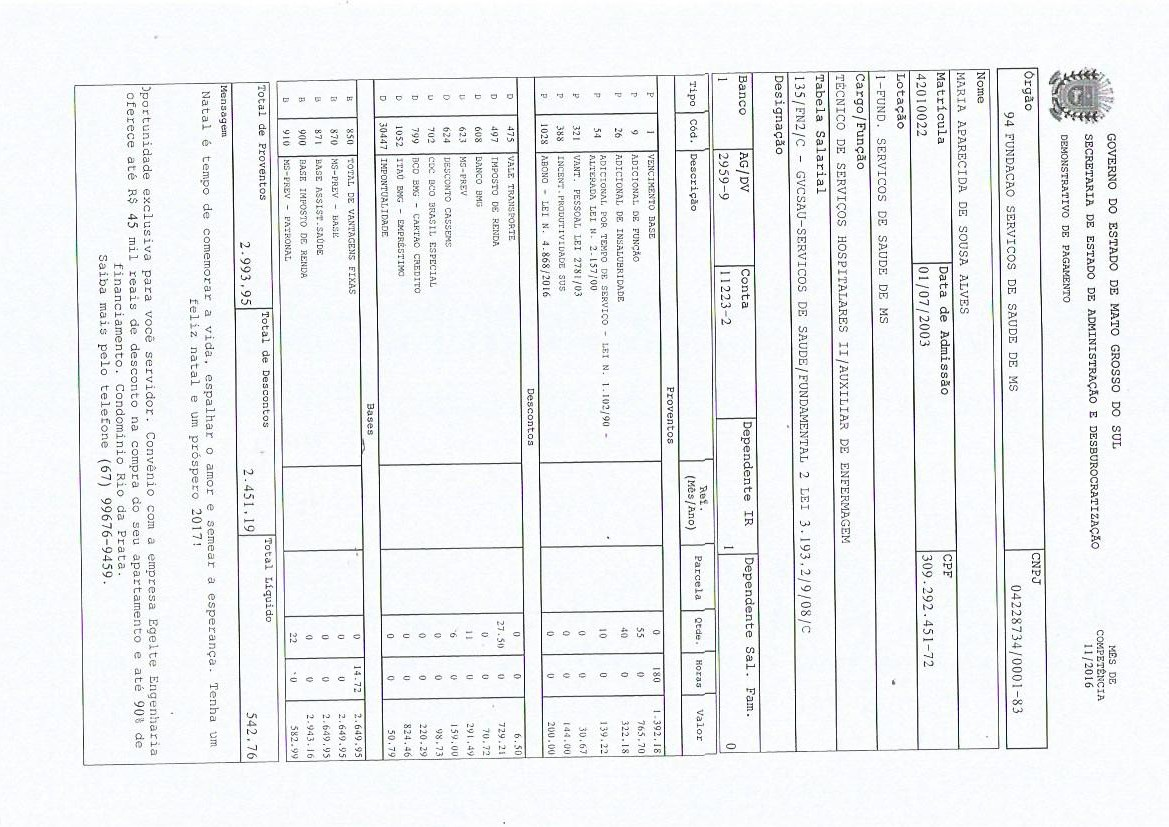 GOVERNO DO ESTADO DE MATO GROSSO DO SUL
SECRETARIA DE ESTADO DE ADMINISTRAÇÃO E DESBUROCRATIZAÇÃO
DEMONSTRATIVO DE PAGAMENTO
MÊS DE
COMPETÊNCIA
11/2016
Órgão CNPJ
94 FUNDACAO SERVICOS DE SAUDE DE MS 04228734/0001-83
Nome
MARIA APARECIDA DE SOUSA ALVES
Matrícula Data de Admissão CPF
42010022 01/07/2003 309.292.451-72
Lotação
1-FUND. SERVICOS DE SAUDE DE MS
Cargo/Função
TÉCNICO DE SERVIÇOS HOSPITALARES II/AUXILIAR DE ENFERMAGEM
Tabela Salarial
135/FN2/C - GVCSAU-SERVICOS DE SAUDE/FUNDAMENTAL 2 LEI 3.193,2/9/08/C
Designação
Banco AG/DV Conta Dependente IR Dependente Sal. Fam.
1 2959-9 11223-2 1 0
Tipo Cód. Descrição Ref. (Mês/Ano) Parcela Qtde. Horas Valor
Proventos
P 1 VENCIMENTO BASE 0 180 1.392,18
P 9 ADICIONAL DE FUNÇÃO 55 0 765,70
P 26 ADICIONAL DE INSALUBRIDADE 40 0 322,18
P 54 ADICIONAL POR TEMPO DE SERVIÇO - LEI N. 1.102/90 - 10 0 139,22
ALTERADA LEI N. 2.157/00
P 321 VANT. PESSOAL LEI 2781/03 0 0 30,67
P 388 INCENT.PRODUTIVIDADE SUS 0 0 144,00
P 1028 ABONO - LEI N. 4.868/2016 0 0 200,00
Descontos
D 475 VALE TRANSPORTE 0 0 6,50
D 497 IMPOSTO DE RENDA 27.50 0 729,21
D 608 BANCO BMG 0 0 70,72
D 623 MS-PREV 11 0 291,49
D 624 DESCONTO CASSEMS 6 0 159,00
D 702 CDC BCO BRASIL ESPECIAL 0 0 98,73
D 799 BCO BMG - CARTAO CREDITO 0 0 220,29
D 1052 ITAU BMG - EMPRÉSTIMO 0 0 824,46
D 30447 IMPONTUALIDADE 0 0 50,79
Bases
B 850 TOTAL DE VANTAGENS FIXAS 0 14.72 2.649,95
B 870 MS-PREV - BASE 0 0 2.649,95
B 871 BASE ASSIST.SAÚDE 0 0 2.649,95
B 900 BASE IMPOSTO DE RENDA 0 0 2.943,16
B 910 MS-PREV - PATRONAL 22 0 582,99
Total de Proventos Total de Descontos Total Líquido
2.993,95 2.451,19 542,76
Mensagem
Natal é tempo de comemorar a vida, espalhar o amor e semear a esperança. Tenha um
feliz natal e um próspero 2017!
Oportunidade exclusiva para você servidor. Convênio com a empresa Egelte Engenharia
oferece até R$ 45 mil reais de desconto na compra do seu apartamento e até 90% de
financiamento. Condomínio Rio da Prata.
Saiba mais pelo telefone (67) 99676-9459.